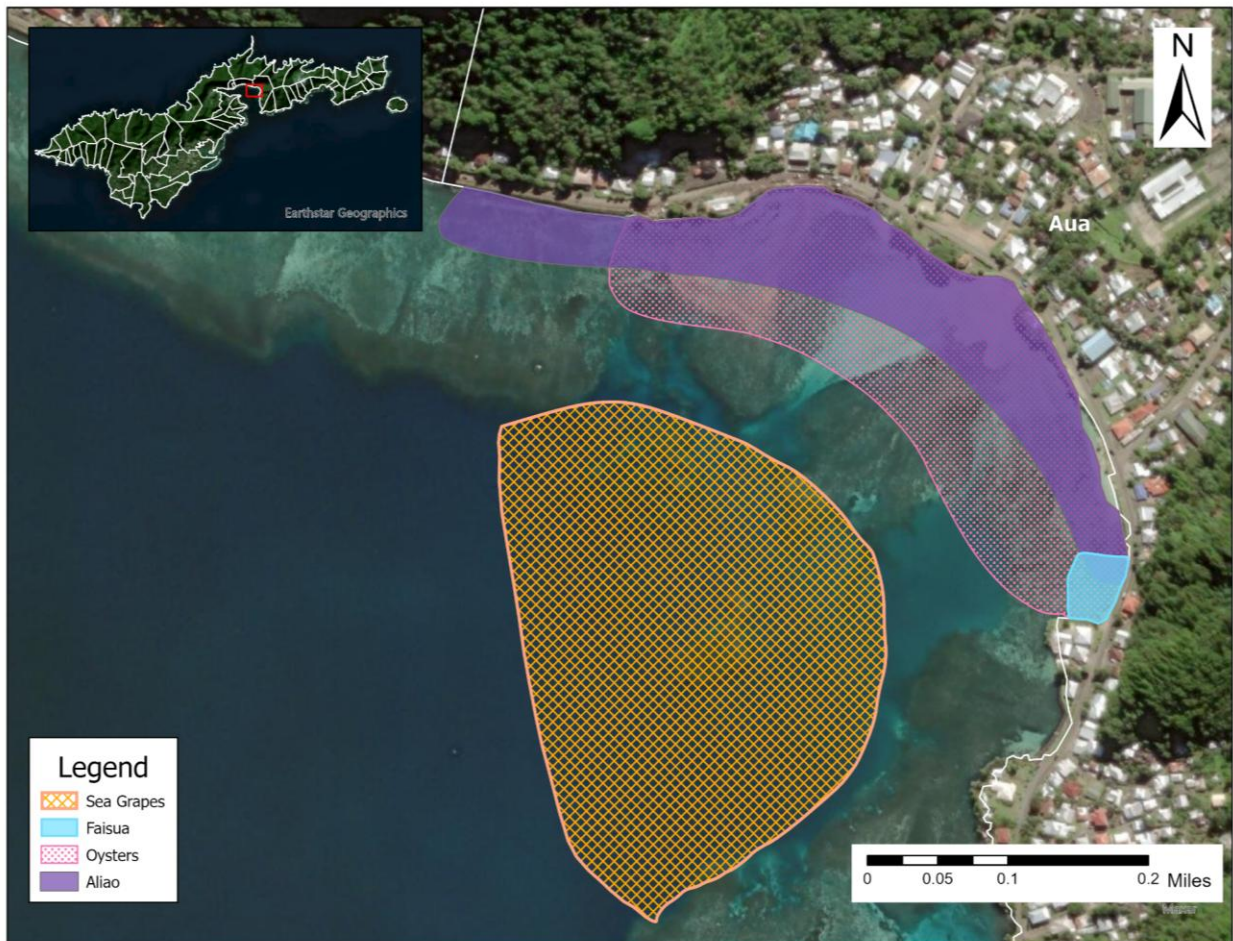 Earthstar Geographics
N
Aua
Legend
Sea Grapes
Faisua
Oysters
Aliao
0 0.05 0.1 0.2 Miles